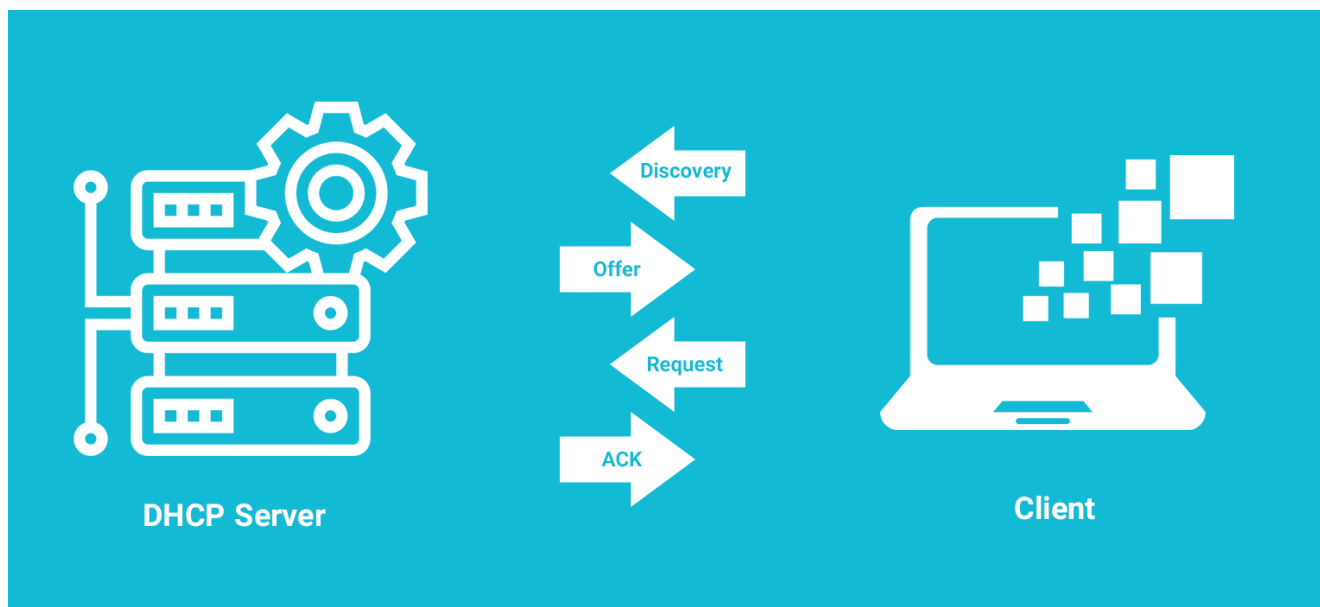 Discovery
Offer
Request
ACK
DHCP Server
Client